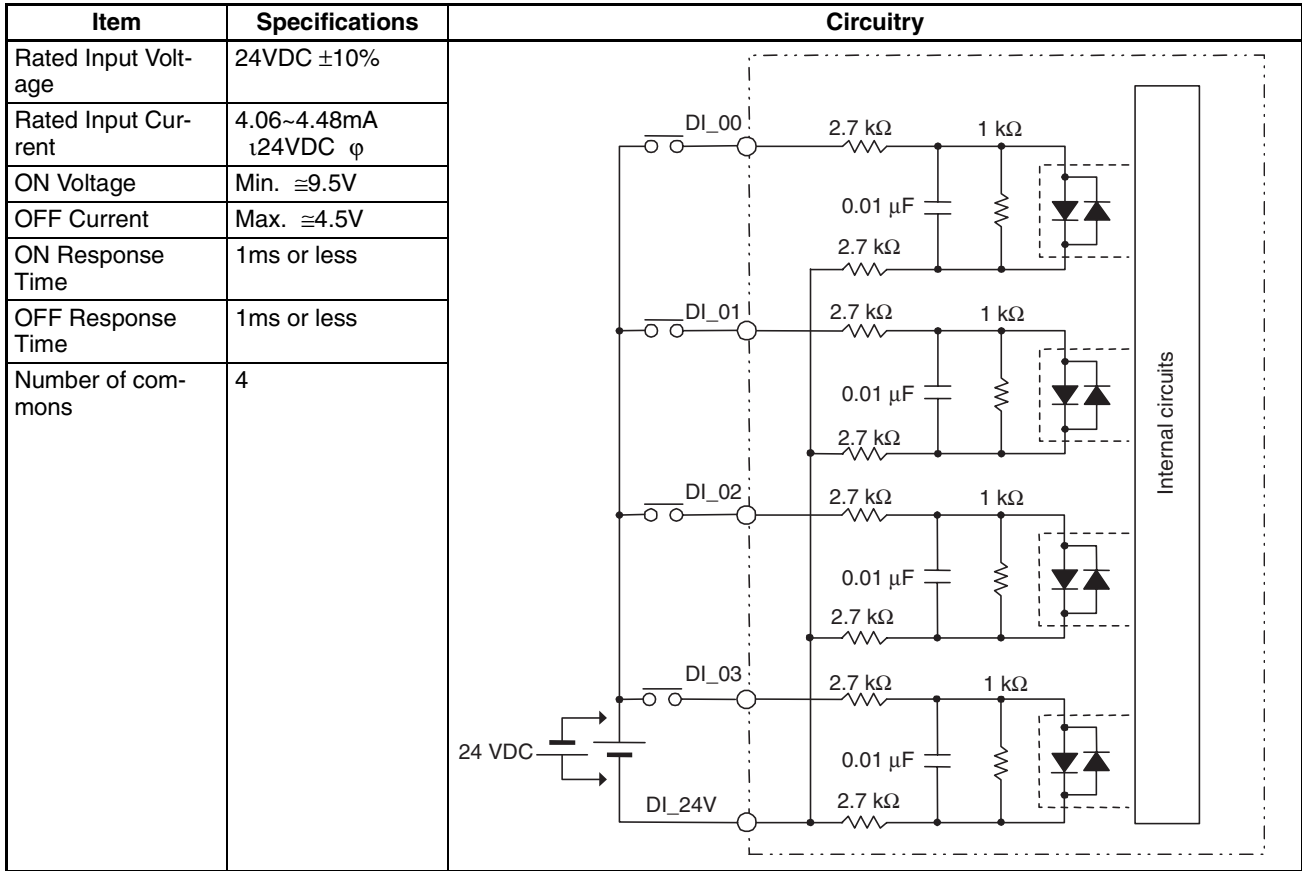 Item Specifications Circuitry
Rated Input Volt-
age
24VDC ±10%
Rated Input Cur-
rent
4.06~4.48mA
ι24VDC φ
ON Voltage Min. ≅9.5V
OFF Current Max. ≅4.5V
ON Response
Time
1ms or less
OFF Response
Time
1ms or less
Number of com-
mons
4
DI_00 2.7 kΩ 1 kΩ
0.01 μF
2.7 kΩ
DI_01 2.7 kΩ 1 kΩ
0.01 μF
2.7 kΩ
DI_02 2.7 kΩ 1 kΩ
0.01 μF
2.7 kΩ
DI_03 2.7 kΩ 1 kΩ
24 VDC
0.01 μF
DI_24V 2.7 kΩ
Internal circuits